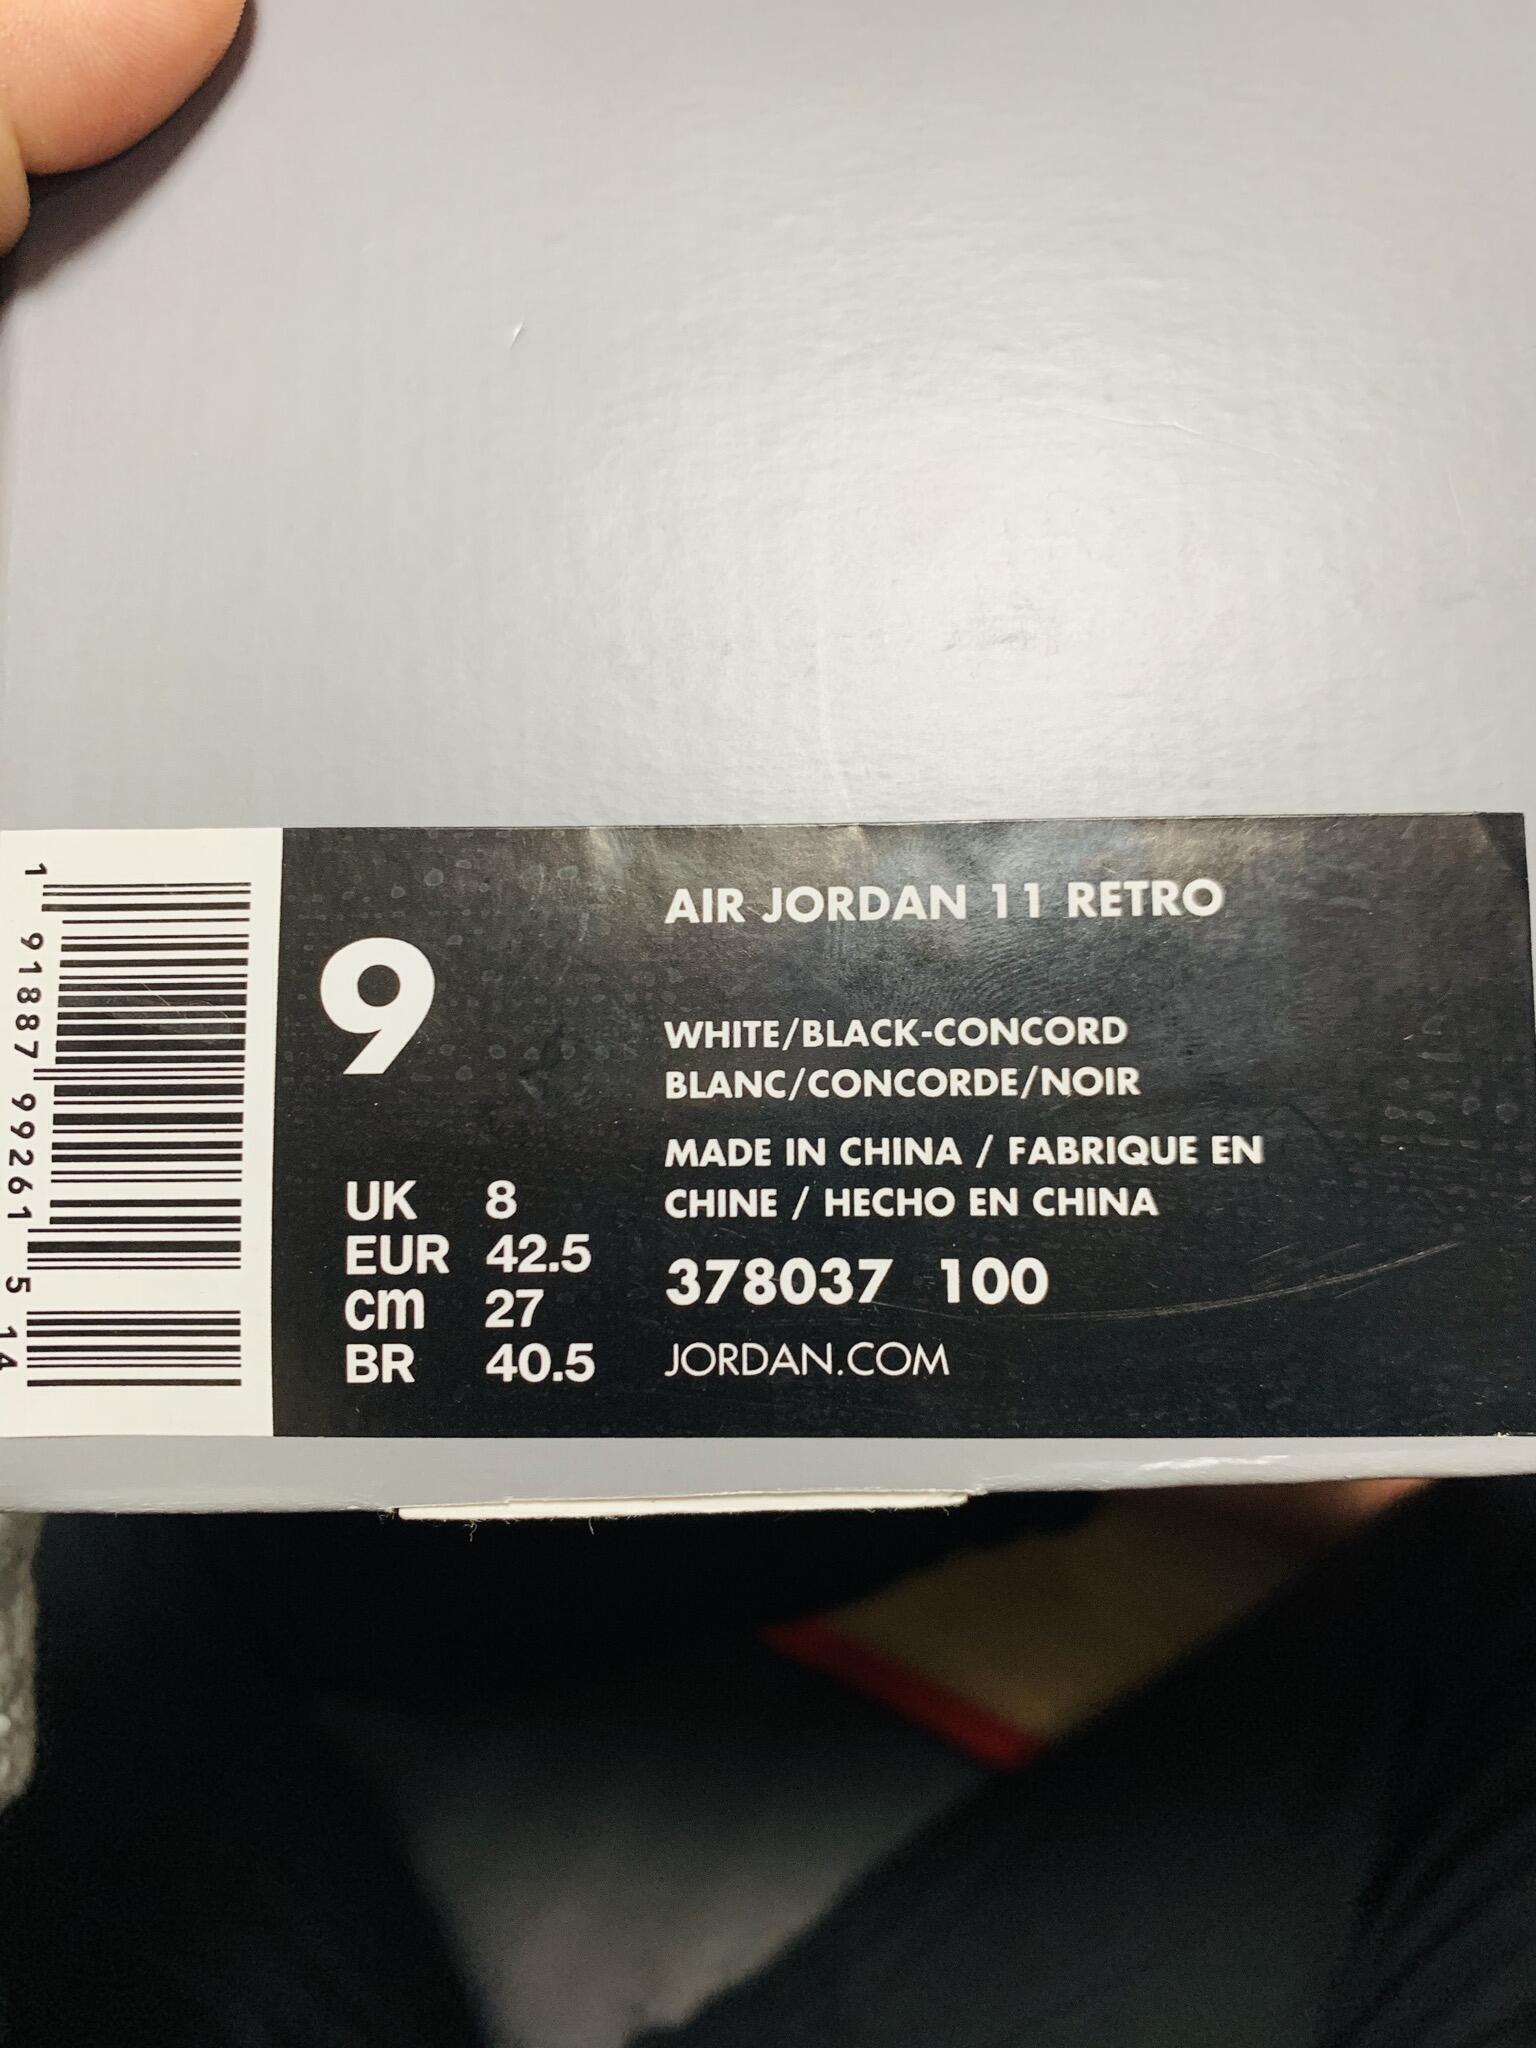 1 91887 99261 5 14
9
UK 8
EUR 42.5
cm 27
BR 40.5
AIR JORDAN 11 RETRO
WHITE/BLACK-CONCORD
BLANC/CONCORDE/NOIR
MADE IN CHINA / FABRIQUE EN
CHINE / HECHO EN CHINA
378037 100
JORDAN.COM